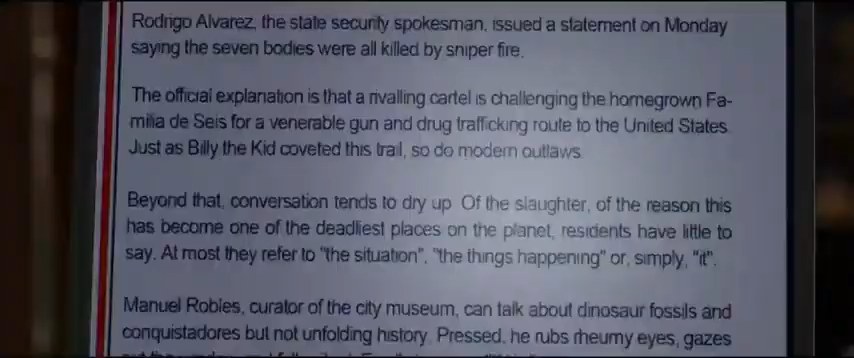 Rodrigo Alvarez, the state security spokesman, issued a statement on Monday
saying the seven bodies were all killed by sniper fire.
The official explanation is that a rivalling cartel is challenging the homegrown Fa-
milia de Seis for a venerable gun and drug trafficking route to the United States.
Just as Billy the Kid coveted this trail, so do modern outlaws.
Beyond that, conversation tends to dry up. Of the slaughter, of the reason this
has become one of the deadliest places on the planet, residents have little to
say. At most they refer to "the situation", "the things happening" or, simply, "it".
Manuel Robles, curator of the city museum, can talk about dinosaur fossils and
conquistadores but not unfolding history. Pressed, he rubs rheumy eyes, gazes